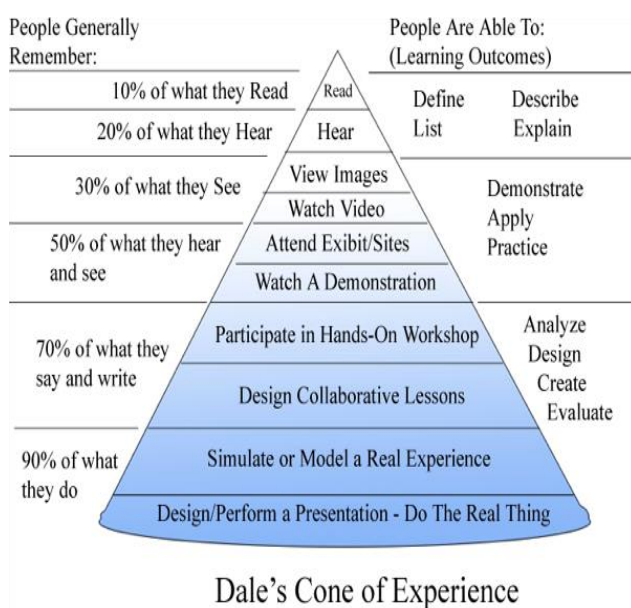 People Generally
Remember:
People Are Able To:
(Learning Outcomes)
10% of what they Read
Read
Define
Describe
List
Explain
20% of what they Hear
Hear
30% of what they See
View Images
Watch Video
Demonstrate
Apply
Practice
50% of what they hear
and see
Attend Exibit/Sites
Watch A Demonstration
70% of what they
say and write
Participate in Hands-On Workshop
Design Collaborative Lessons
Analyze
Design
Create
Evaluate
90% of what
they do
Simulate or Model a Real Experience
Design/Perform a Presentation - Do The Real Thing
Dale's Cone of Experience